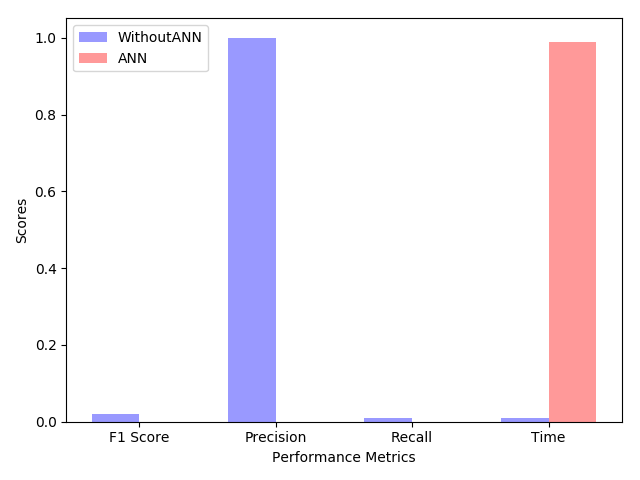 WithoutANN
ANN
1.0
0.8
0.6
0.4
0.2
0.0
Scores
F1 Score Precision Recall Time
Performance Metrics